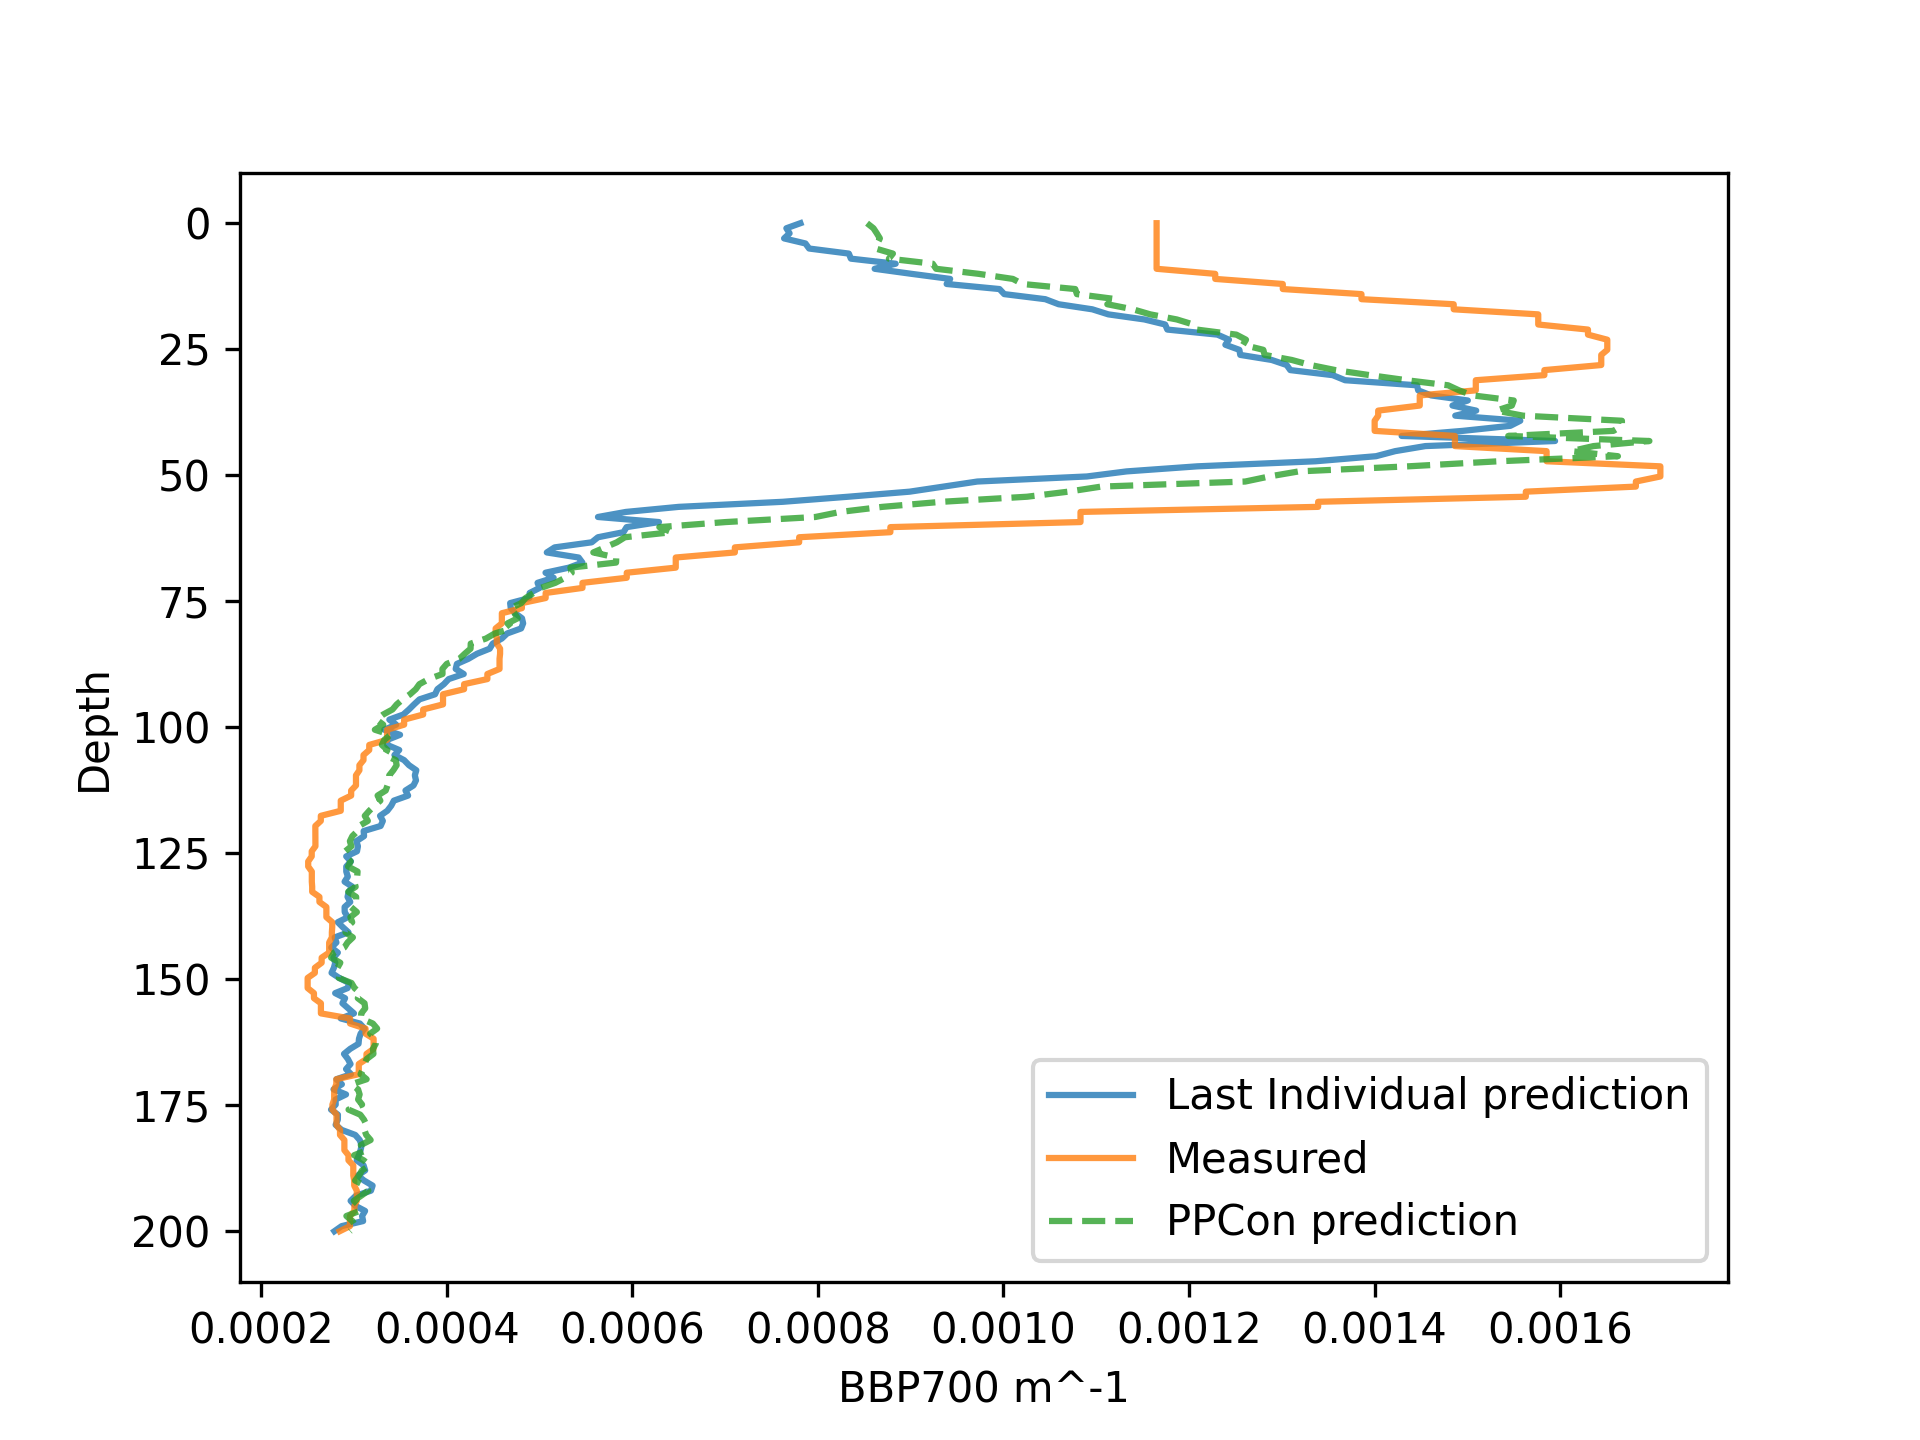 0
25
50
75
100
125
150
175
200
Depth
0.0002 0.0004 0.0006 0.0008 0.0010 0.0012 0.0014 0.0016
BBP700 m^-1
Last Individual prediction
Measured
PPCon prediction